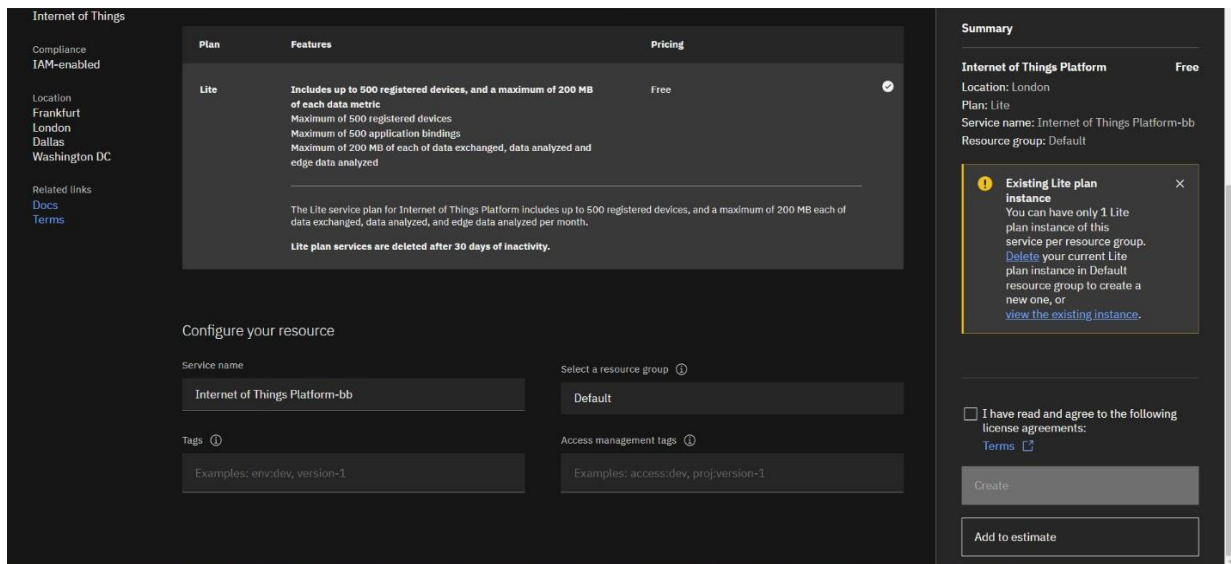 Internet of Things
Compliance
IAM-enabled
Location
Frankfurt
London
Dallas
Washington DC
Related links
Docs
Terms
Plan Features Pricing
Lite Includes up to 500 registered devices, and a maximum of 200 MB Free
of each data metric
Maximum of 500 registered devices
Maximum of 500 application bindings
Maximum of 200 MB of each of data exchanged, data analyzed and
edge data analyzed
The Lite service plan for Internet of Things Platform includes up to 500 registered devices, and a maximum of 200 MB each of
data exchanged, data analyzed, and edge data analyzed per month.
Lite plan services are deleted after 30 days of inactivity.
Configure your resource
Service name
Internet of Things Platform-bb
Select a resource group
Default
Tags
Examples: env:dev, version-1
Access management tags
Examples: access:dev, proj:version-1
Summary
Internet of Things Platform Free
Location: London
Plan: Lite
Service name: Internet of Things Platform-bb
Resource group: Default
Existing Lite plan
instance
You can have only 1 Lite
plan instance of this
service per resource group.
Delete your current Lite
plan instance in Default
resource group to create a
new one, or
view the existing instance.
I have read and agree to the following
license agreements:
Terms
Create
Add to estimate